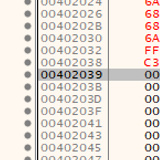 00402024 6A
00402026 68
0040202B 68
00402030 6A
00402032 FF
00402038 C3
00402039 00
0040203B 00
0040203D 00
0040203F 00
00402041 00
00402043 00
00402045 00